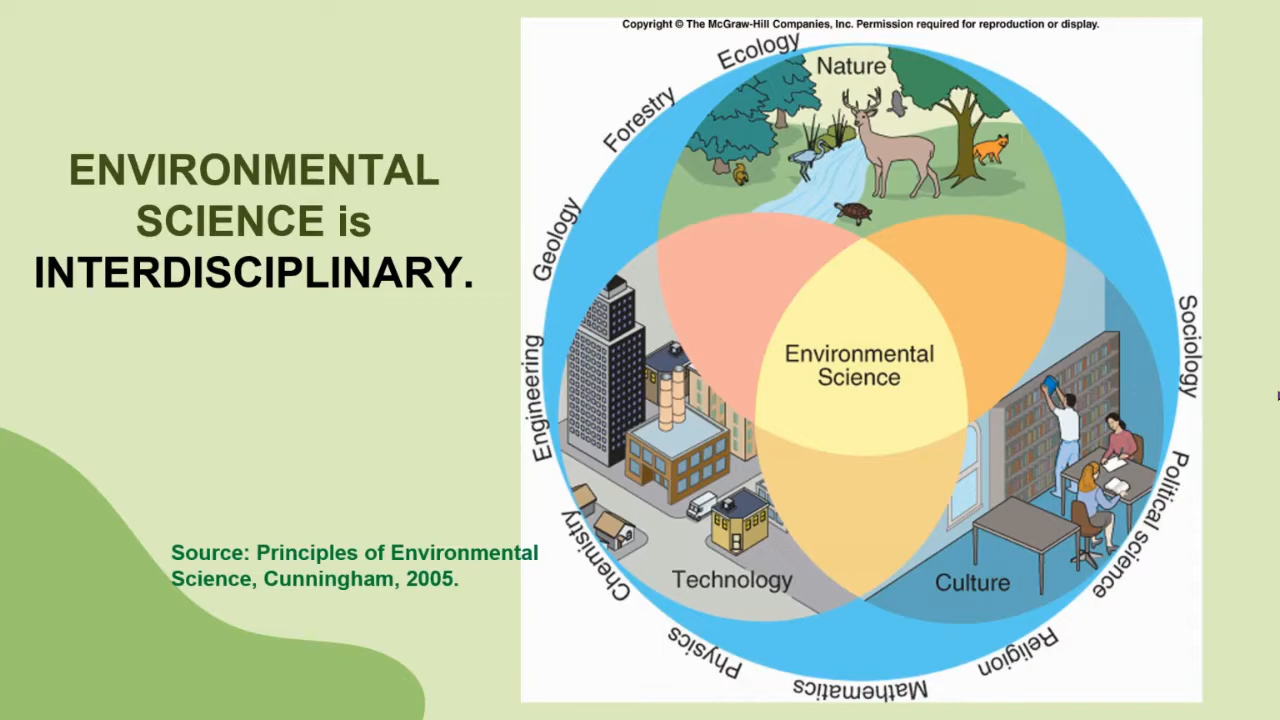 Copyright © The McGraw-Hill Companies, Inc. Permission required for reproduction or display.
ENVIRONMENTAL
SCIENCE is
INTERDISCIPLINARY.
Source: Principles of Environmental
Science, Cunningham, 2005.
Ecology
Nature
Forestry
Geology
Engineering
Chemistry
Physics
Mathematics
Religion
Political science
Sociology
Environmental
Science
Technology
Culture